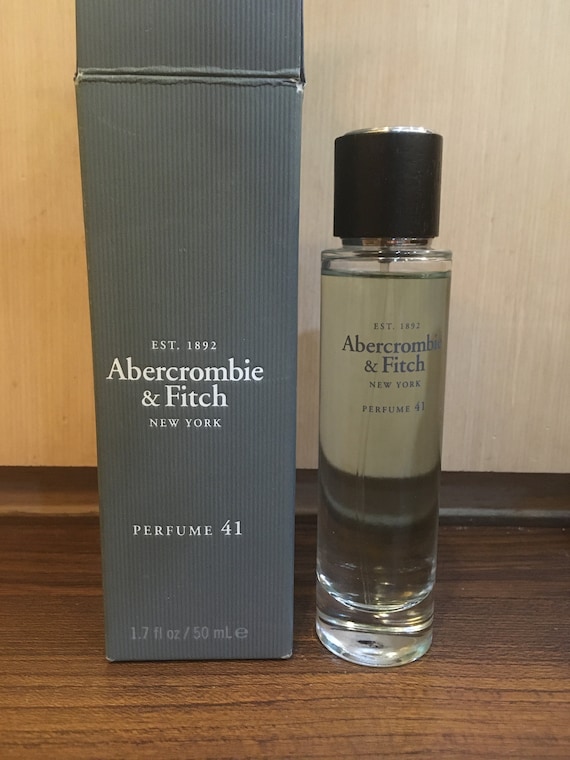 EST. 1892
Abercrombie
& Fitch
NEW YORK
PERFUME 41
1.7 fl oz / 50 mL e
EST. 1892
Abercrombie
& Fitch
NEW YORK
PERFUME 41